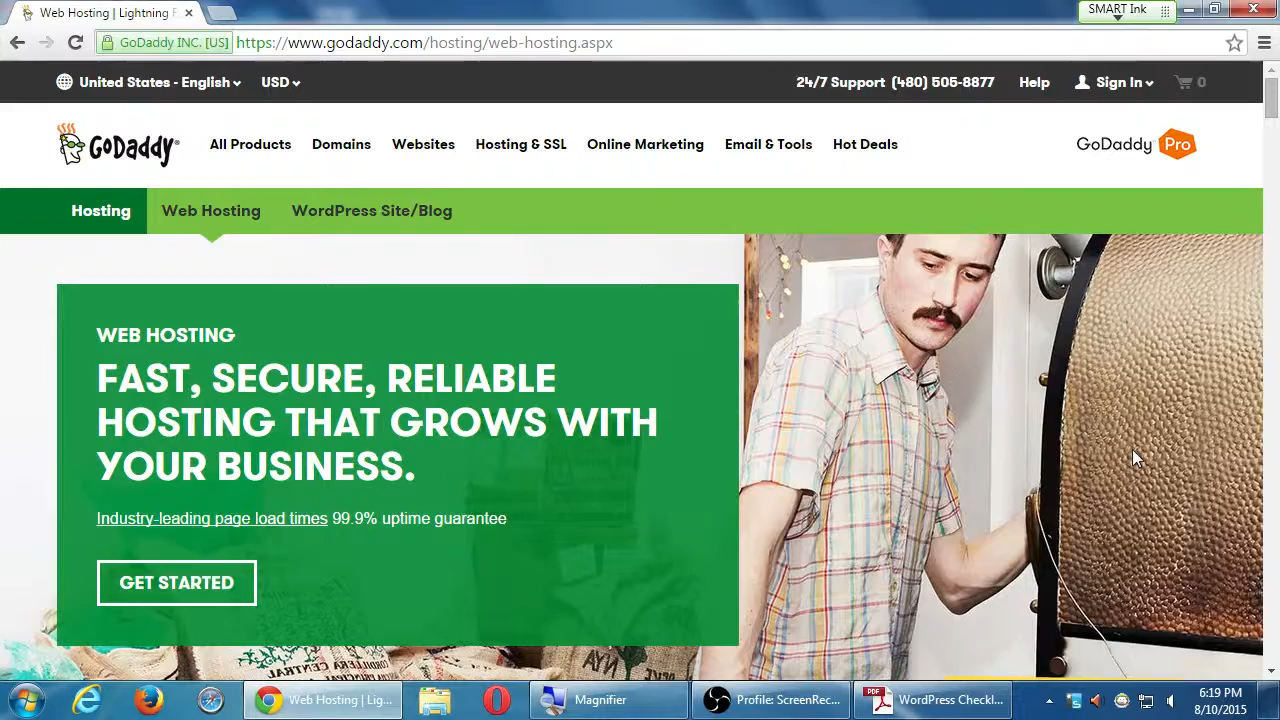 Web Hosting | Lightning F
SMART Ink
GoDaddy INC. [US]
https://www.godaddy.com/hosting/web-hosting.aspx
United States - English
USD
24/7 Support (480) 505-8877
Help
Sign In
0
GoDaddy
All Products
Domains
Websites
Hosting & SSL
Online Marketing
Email & Tools
Hot Deals
GoDaddy Pro
Hosting
Web Hosting
WordPress Site/Blog
WEB HOSTING
FAST, SECURE, RELIABLE
HOSTING THAT GROWS WITH
YOUR BUSINESS.
Industry-leading page load times 99.9% uptime guarantee
GET STARTED
Web Hosting | Lig...
Magnifier
Profile: ScreenRec...
PDF
WordPress Checkl...
6:19 PM
8/10/2015